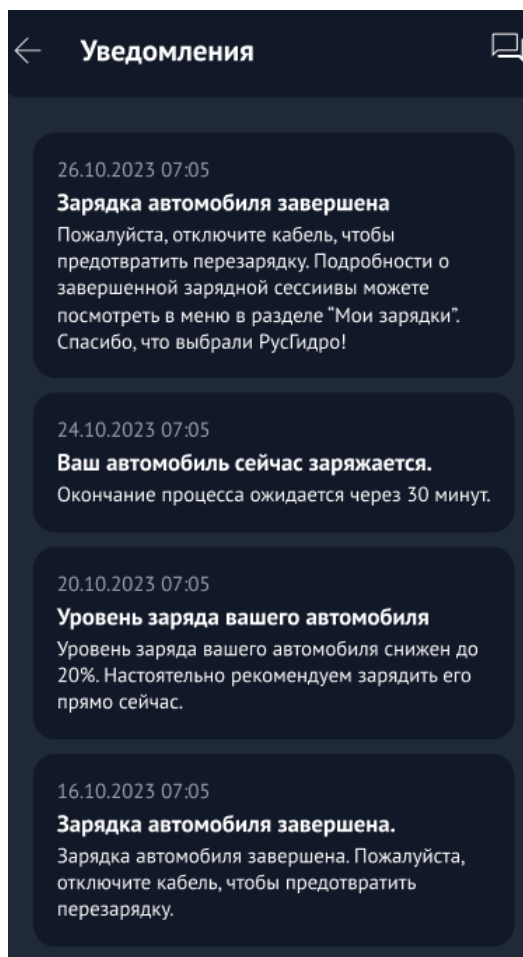 Уведомления
26.10.2023 07:05
Зарядка автомобиля завершена
Пожалуйста, отключите кабель, чтобы
предотвратить перезарядку. Подробности о
завершенной зарядной сессиивы можете
посмотреть в меню в разделе “Мои зарядки”.
Спасибо, что выбрали РусГидро!
24.10.2023 07:05
Ваш автомобиль сейчас заряжается.
Окончание процесса ожидается через 30 минут.
20.10.2023 07:05
Уровень заряда вашего автомобиля
Уровень заряда вашего автомобиля снижен до
20%. Настоятельно рекомендуем зарядить его
прямо сейчас.
16.10.2023 07:05
Зарядка автомобиля завершена.
Зарядка автомобиля завершена. Пожалуйста,
отключите кабель, чтобы предотвратить
перезарядку.